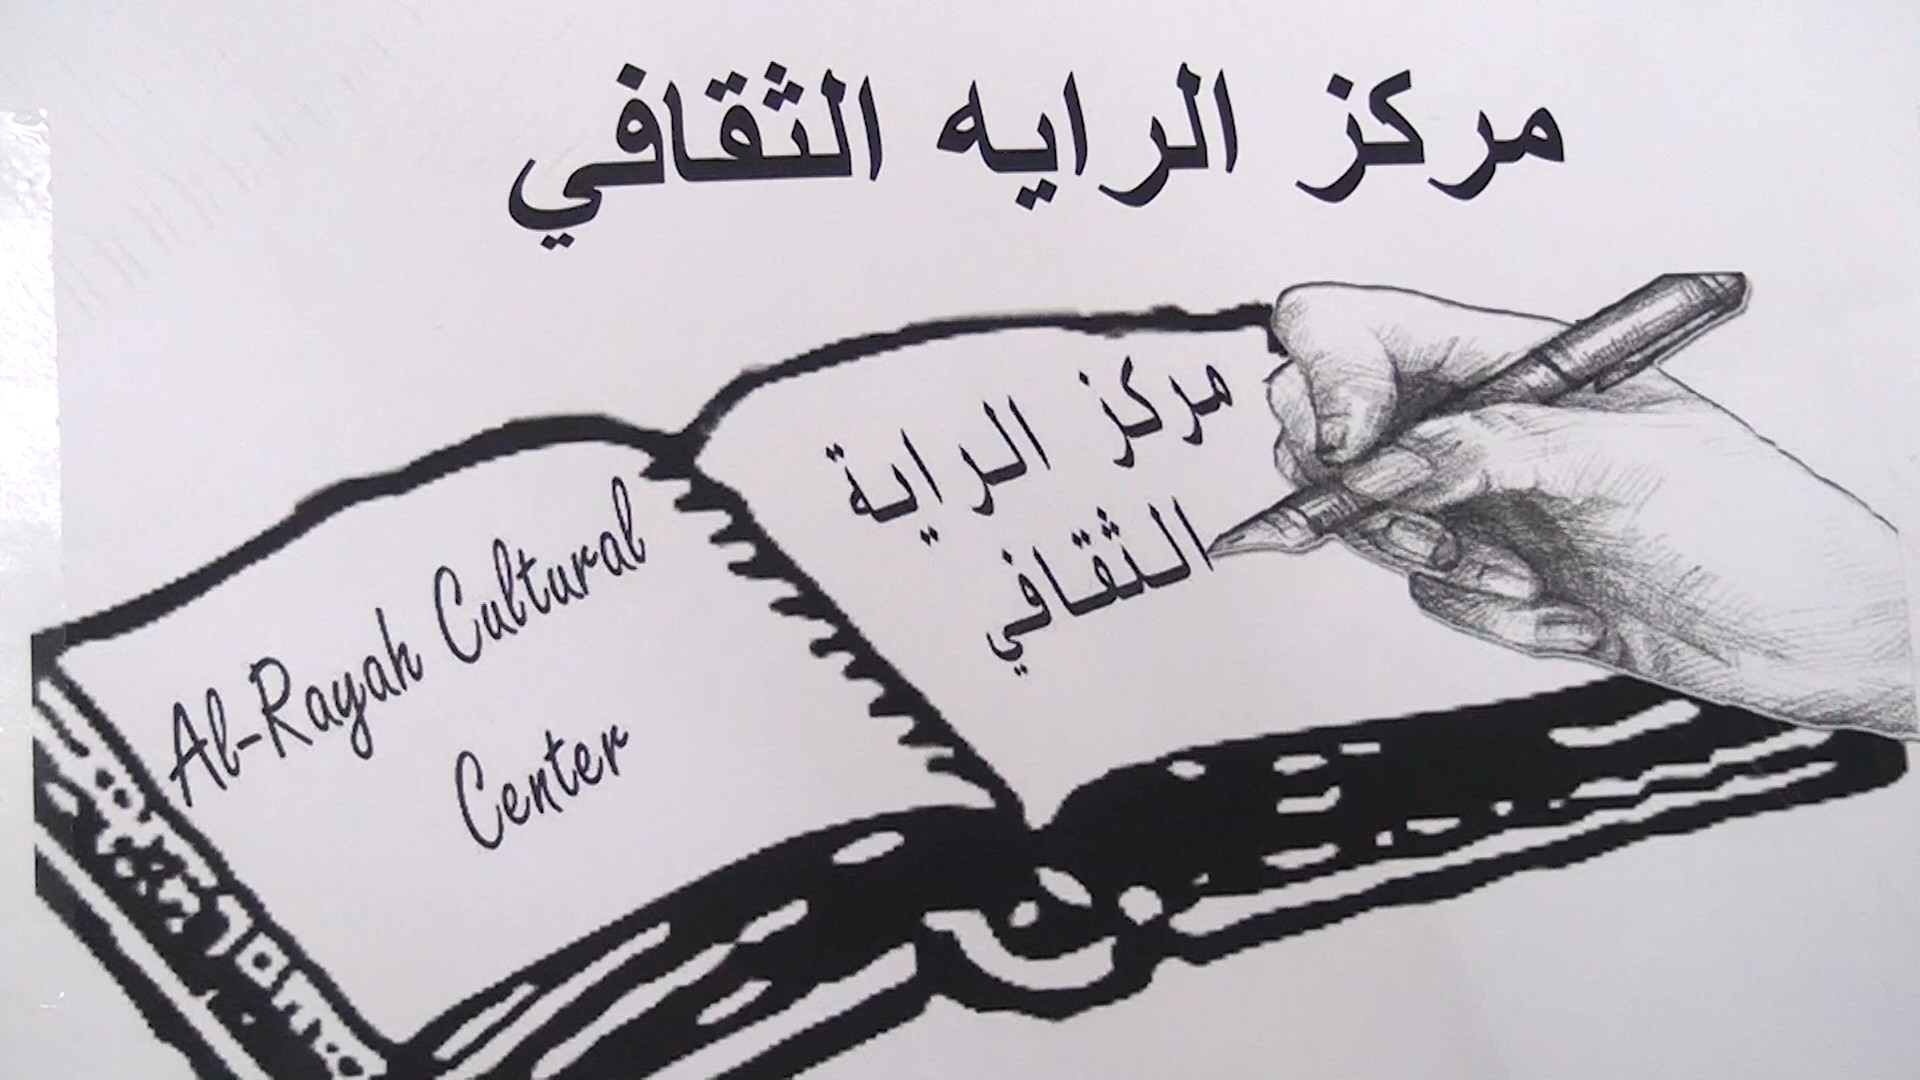 مركز الرايه الثقافي
مركز الراية
الثقافي
Al-Rayah Cultural
Center